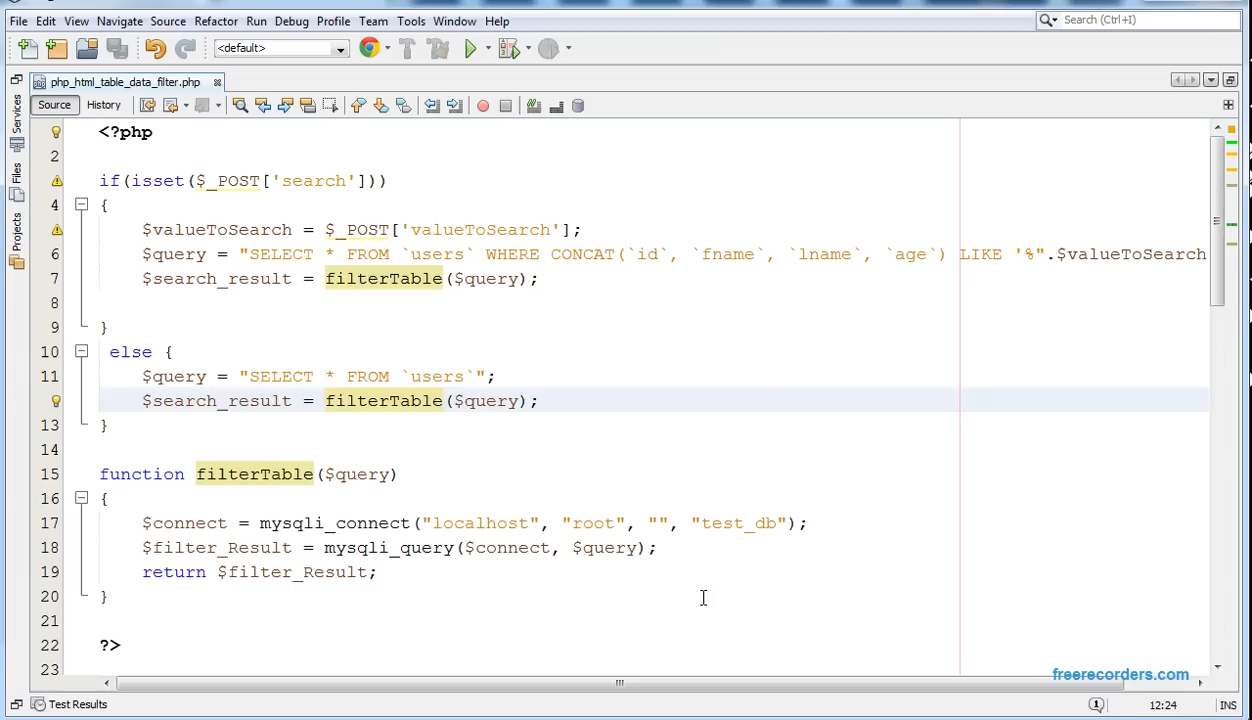 File Edit View Navigate Source Refactor Run Debug Profile Team Tools Window Help Search (Ctrl+I)
<default>
php_html_table_data_filter.php
Source History
Services
Files
Projects
<?php
2
if(isset($_POST['search']))
4 {
$valueToSearch = $_POST['valueToSearch'];
6 $query = "SELECT * FROM `users` WHERE CONCAT(`id`, `fname`, `lname`, `age`) LIKE '%".$valueToSearch
7 $search_result = filterTable($query);
8
9 }
10 else {
11 $query = "SELECT * FROM `users`";
$search_result = filterTable($query);
13 }
14
15 function filterTable($query)
16 {
17 $connect = mysqli_connect("localhost", "root", "", "test_db");
18 $filter_Result = mysqli_query($connect, $query);
19 return $filter_Result;
20 }
21
22 ?>
23
freerecorders.com
Test Results 1 12:24 INS